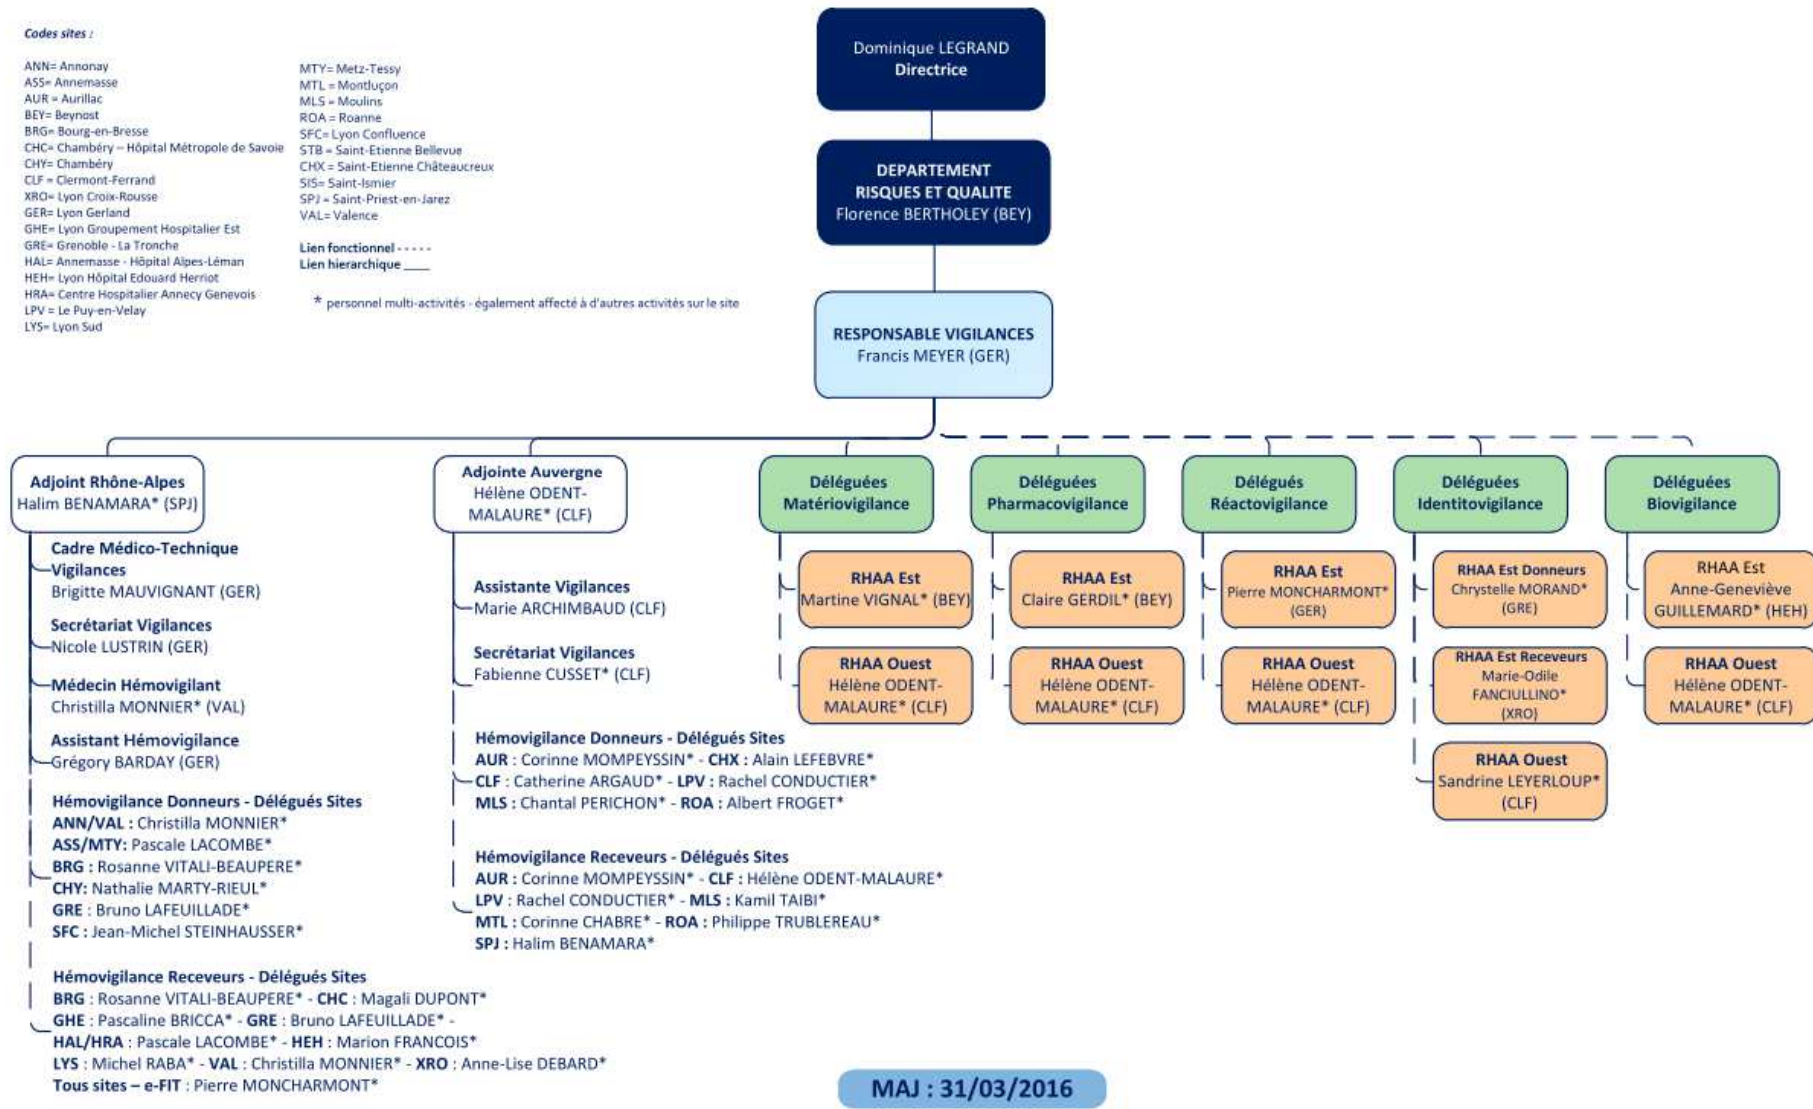 Codes sites :
ANN= Annonay
ASS= Annemasse
AUR = Aurillac
BEY= Beynost
BRG= Bourg-en-Bresse
CHC= Chambéry – Hôpital Métropole de Savoie
CHY= Chambéry
CLF = Clermont-Ferrand
XRO= Lyon Croix-Rousse
GER= Lyon Gerland
GHE= Lyon Groupement Hospitalier Est
GRE= Grenoble - La Tronche
HAL= Annemasse - Hôpital Alpes-Léman
HEH= Lyon Hôpital Edouard Herriot
HRA= Centre Hospitalier Annecy Genevois
LPV = Le Puy-en-Velay
LYS= Lyon Sud
MTY= Metz-Tessy
MTL = Montluçon
MLS = Moulins
ROA = Roanne
SFC= Lyon Confluence
STB = Saint-Etienne Bellevue
CHX = Saint-Etienne Châteaucreux
SIS= Saint-Ismier
SPJ = Saint-Priest-en-Jarez
VAL= Valence
Lien fonctionnel - - - - -
Lien hierarchique ____
* personnel multi-activités - également affecté à d'autres activités sur le site
Dominique LEGRAND
Directrice
DEPARTEMENT
RISQUES ET QUALITE
Florence BERTHOLEY (BEY)
RESPONSABLE VIGILANCES
Francis MEYER (GER)
Adjoint Rhône-Alpes
Halim BENAMARA* (SPJ)
Cadre Médico-Technique
Vigilances
Brigitte MAUVIGNANT (GER)
Secrétariat Vigilances
Nicole LUSTRIN (GER)
Médecin Hémovigilant
Christilla MONNIER* (VAL)
Assistant Hémovigilance
Grégory BARDAY (GER)
Hémovigilance Donneurs - Délégués Sites
ANN/VAL : Christilla MONNIER*
ASS/MTY: Pascale LACOMBE*
BRG : Rosanne VITALI-BEAUPERE*
CHY: Nathalie MARTY-RIEUL*
GRE : Bruno LAFEUILLADE*
SFC : Jean-Michel STEINHAUSSER*
Hémovigilance Receveurs - Délégués Sites
BRG : Rosanne VITALI-BEAUPERE* - CHC : Magali DUPONT*
GHE : Pascaline BRICCA* - GRE : Bruno LAFEUILLADE* -
HAL/HRA : Pascale LACOMBE* - HEH : Marion FRANCOIS*
LYS : Michel RABA* - VAL : Christilla MONNIER* - XRO : Anne-Lise DEBARD*
Tous sites – e-FIT : Pierre MONCHARMONT*
Adjointe Auvergne
Hélène ODENT-
MALAURE* (CLF)
Assistante Vigilances
Marie ARCHIMBAUD (CLF)
Secrétariat Vigilances
Fabienne CUSSET* (CLF)
Hémovigilance Donneurs - Délégués Sites
AUR : Corinne MOMPEYSSIN* - CHX : Alain LEFEBVRE*
CLF : Catherine ARGAUD* - LPV : Rachel CONDUCTIER*
MLS : Chantal PERICHON* - ROA : Albert FROGET*
Hémovigilance Receveurs - Délégués Sites
AUR : Corinne MOMPEYSSIN* - CLF : Hélène ODENT-MALAURE*
LPV : Rachel CONDUCTIER* - MLS : Kamil TAIBI*
MTL : Corinne CHABRE* - ROA : Philippe TRUBLEREAU*
SPJ : Halim BENAMARA*
Déléguées
Matériovigilance
RHAA Est
Martine VIGNAL* (BEY)
RHAA Ouest
Hélène ODENT-
MALAURE* (CLF)
Déléguées
Pharmacovigilance
RHAA Est
Claire GERDIL* (BEY)
RHAA Ouest
Hélène ODENT-
MALAURE* (CLF)
Délégués
Réactovigilance
RHAA Est
Pierre MONCHARMONT*
(GER)
RHAA Ouest
Hélène ODENT-
MALAURE* (CLF)
Déléguées
Identitovigilance
RHAA Est Donneurs
Chrystelle MORAND*
(GRE)
RHAA Est Receveurs
Marie-Odile
FANCIULLINO*
(XRO)
RHAA Ouest
Sandrine LEYERLOUP*
(CLF)
Déléguées
Biovigilance
RHAA Est
Anne-Geneviève
GUILLEMARD* (HEH)
RHAA Ouest
Hélène ODENT-
MALAURE* (CLF)
MAJ : 31/03/2016